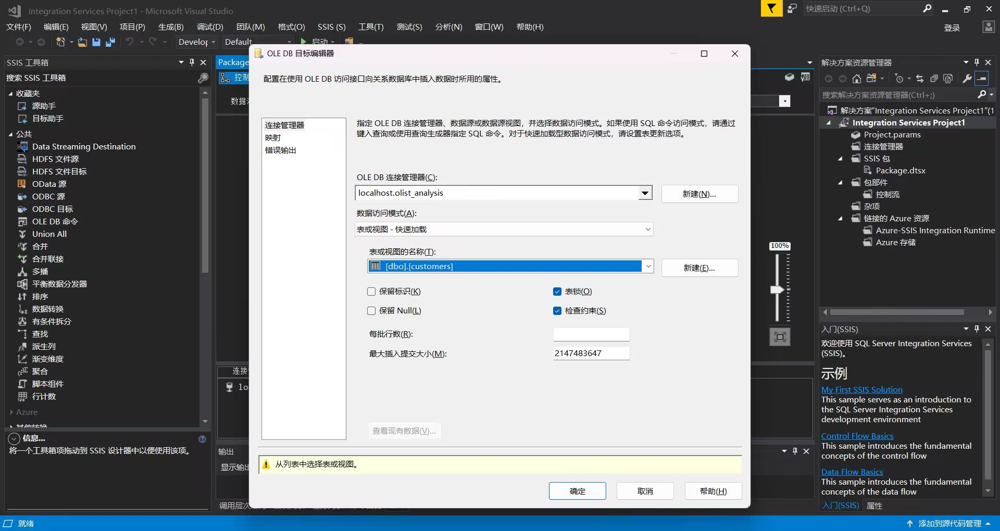 Integration Services Project1 - Microsoft Visual Studio
快速启动 (Ctrl+Q)
文件(F) 编辑(E) 视图(V) 项目(P) 生成(B) 调试(D) 团队(M) 格式(O) SSIS (S) 工具(T) 测试(S) 分析(N) 窗口(W) 帮助(H)
登录
Develop Default 启动
SSIS 工具箱
搜索 SSIS 工具箱
收藏夹
源助手
目标助手
公共
Data Streaming Destination
HDFS 文件源
HDFS 文件目标
OData 源
ODBC 源
ODBC 目标
OLE DB 命令
Union All
合并
合并联接
多播
平衡数据分发器
排序
数据转换
有条件拆分
查找
派生列
渐变维度
聚合
脚本组件
行计数
Azure
其他转换
信息...
将一个工具箱项拖动到 SSIS 设计器中以便使用该项。
Package
控制
数据
连接
lo
输出
显示输出
调用层次
OLE DB 目标编辑器
配置在使用 OLE DB 访问接口向关系数据库中插入数据时所用的属性。
连接管理器
映射
错误输出
指定 OLE DB 连接管理器、数据源或数据源视图，并选择数据访问模式。如果使用 SQL 命令访问模式，请通过
键入查询或使用查询生成器指定 SQL 命令。对于快速加载型数据访问模式，请设置表更新选项。
OLE DB 连接管理器(C):
localhost.olist_analysis
新建(N)...
数据访问模式(A):
表或视图 - 快速加载
表或视图的名称(T):
[dbo].[customers]
新建(E)...
保留标识(K)
表锁(O)
保留 Null(L)
检查约束(S)
每批行数(R):
最大插入提交大小(M):
2147483647
查看现有数据(V)...
从列表中选择表或视图。
确定 取消 帮助(H)
100%
解决方案资源管理器
搜索解决方案资源管理器(Ctrl+;)
解决方案"Integration Services Project1"(1
Integration Services Project1
Project.params
连接管理器
SSIS 包
Package.dtsx
包部件
控制流
杂项
链接的 Azure 资源
Azure-SSIS Integration Runtime
Azure 存储
入门(SSIS)
欢迎使用 SQL Server Integration Services
(SSIS)。
示例
My First SSIS Solution
This sample serves as an introduction to
the SQL Server Integration Services
development environment
Control Flow Basics
This sample introduces the fundamental
concepts of the control flow
Data Flow Basics
This sample introduces the fundamental
concepts of the data flow
入门(SSIS) 属性
就绪
添加到源代码管理